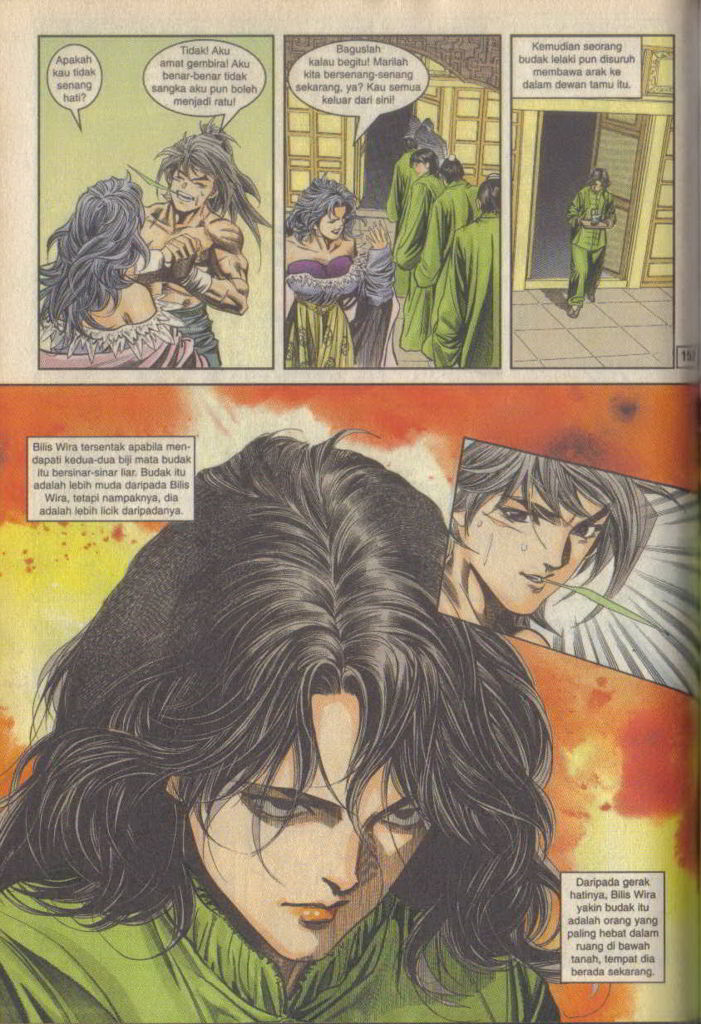 Apakah
kau tidak
senang
hati?
Tidak! Aku
amat gembira! Aku
benar-benar tidak
sangka aku pun boleh
menjadi ratu!
Baguslah
kalau begitu! Marilah
kita bersenang-senang
sekarang, ya? Kau semua
keluar dari sini!
Kemudian seorang
budak lelaki pun disuruh
membawa arak ke
dalam dewan tamu itu.
Bilis Wira tersentak apabila men-
dapati kedua-dua biji mata budak
itu bersinar-sinar liar. Budak itu
adalah lebih muda daripada Bilis
Wira, tetapi nampaknya, dia
adalah lebih licik daripadanya.
Daripada gerak
hatinya, Bilis Wira
yakin budak itu
adalah orang yang
paling hebat dalam
ruang di bawah
tanah, tempat dia
berada sekarang.